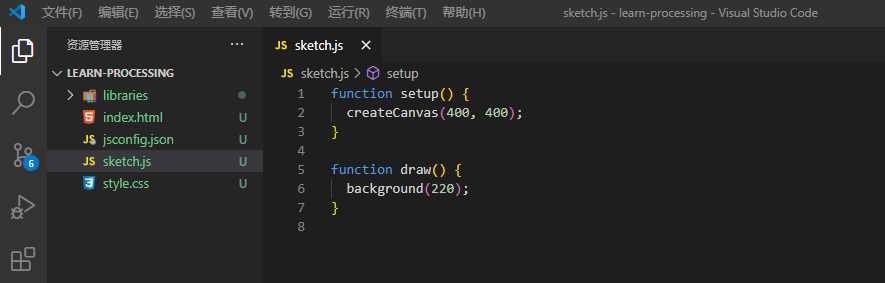 文件(F) 编辑(E) 选择(S) 查看(V) 转到(G) 运行(R) 终端(T) 帮助(H) sketch.js - learn-processing - Visual Studio Code
资源管理器 ···
JS sketch.js ×
LEARN-PROCESSING
JS sketch.js > setup
libraries
index.html U
JS jsconfig.json U
JS sketch.js U
style.css U
6
1 function setup() {
2 createCanvas(400, 400);
3 }
4
5 function draw() {
6 background(220);
7 }
8